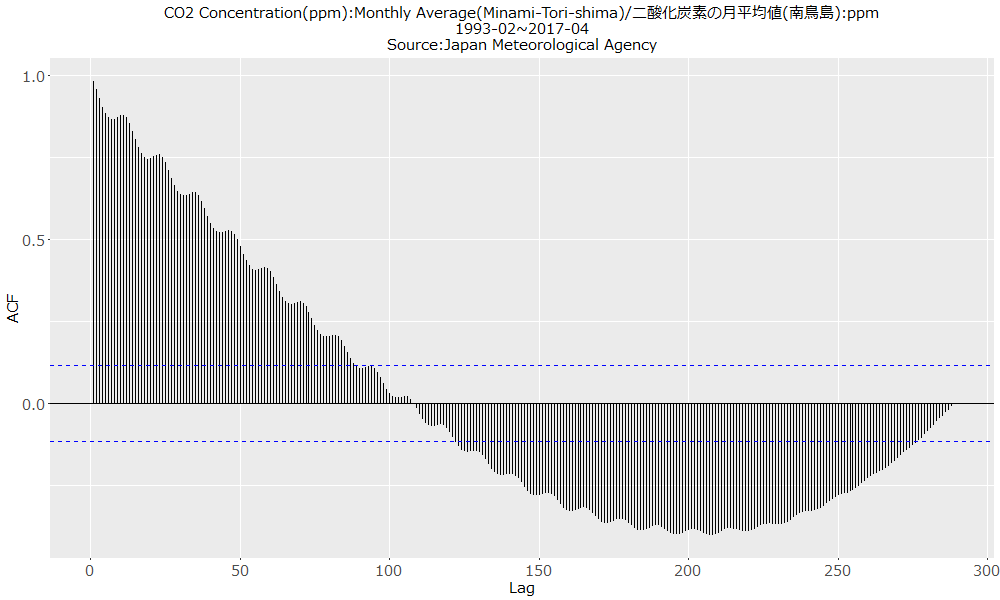 CO2 Concentration(ppm):Monthly Average(Minami-Tori-shima)/二酸化炭素の月平均値(南鳥島):ppm
1993-02~2017-04
Source:Japan Meteorological Agency
1.0
0.5
0.0
ACF
0 50 100 150 200 250 300
Lag